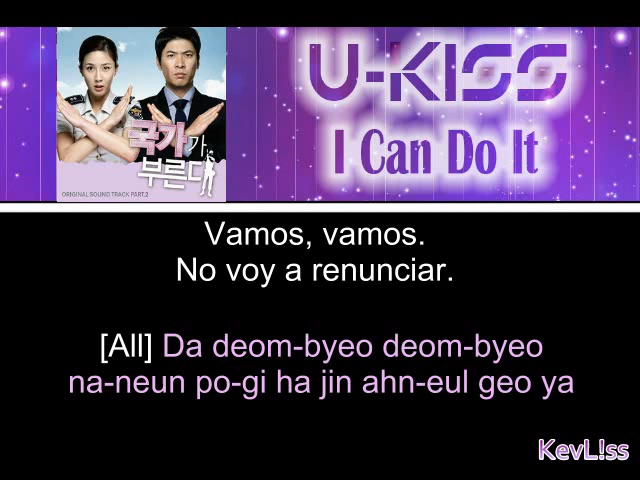 국가가
부른다
ORIGINAL SOUND TRACK PART.2
U-KISS
I Can Do It
Vamos, vamos.
No voy a renunciar.
[All] Da deom-byeo deom-byeo
na-neun po-gi ha jin ahn-eul geo ya
KevL!ss